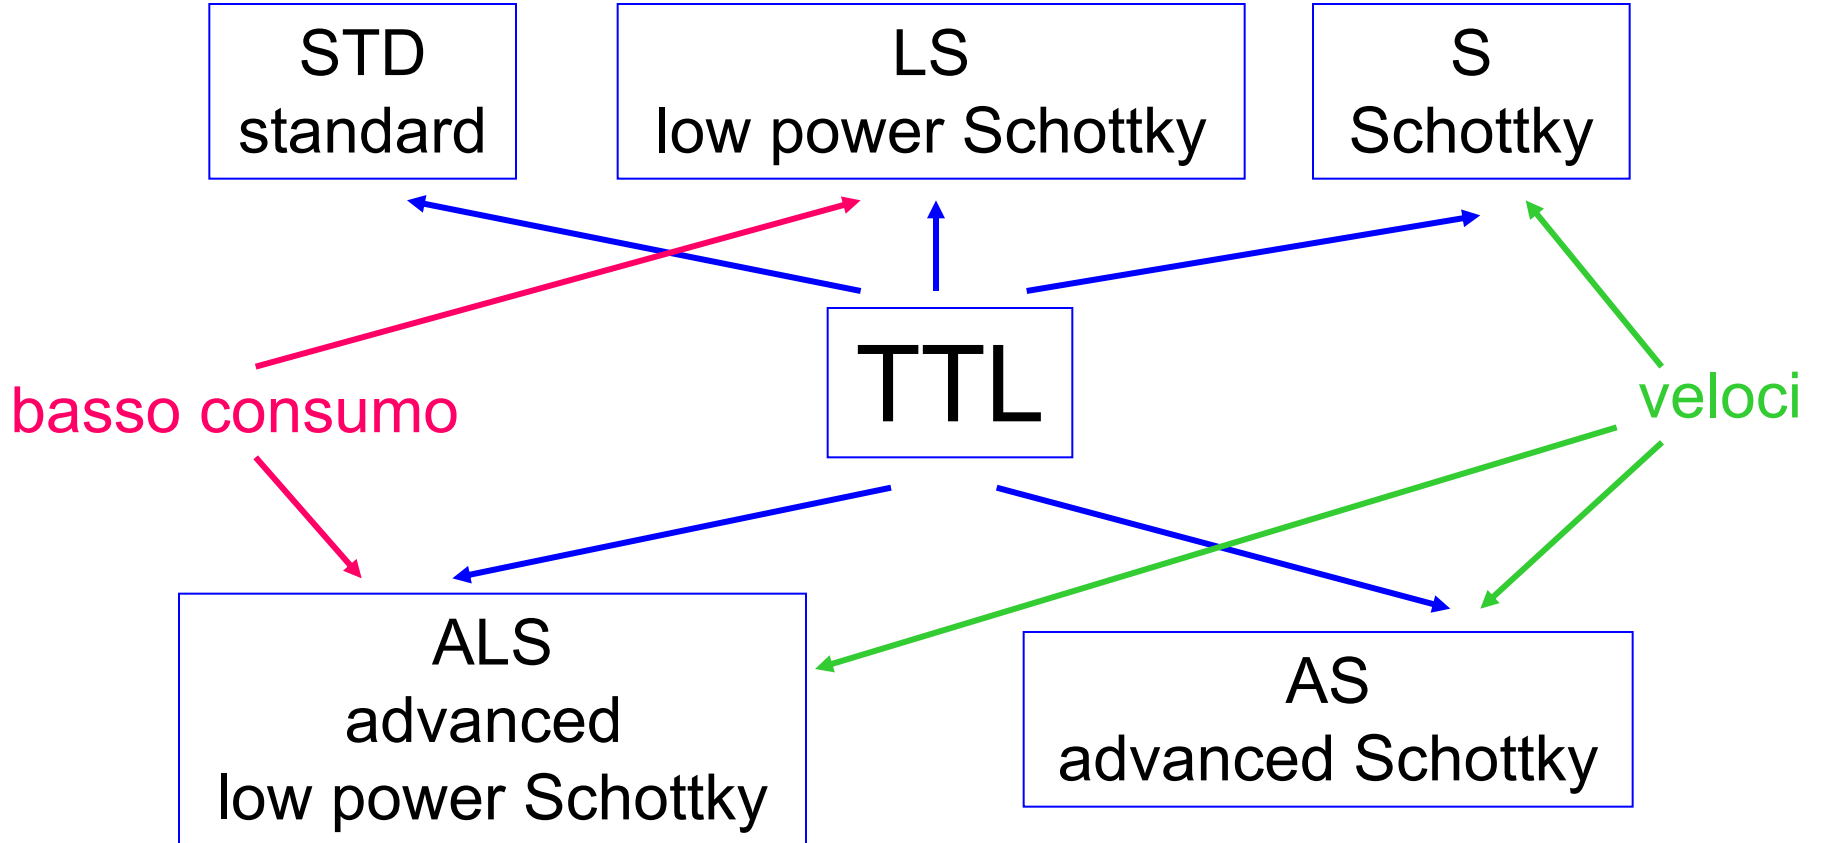 STD
standard
LS
low power Schottky
S
Schottky
TTL
basso consumo
veloci
ALS
advanced
low power Schottky
AS
advanced Schottky